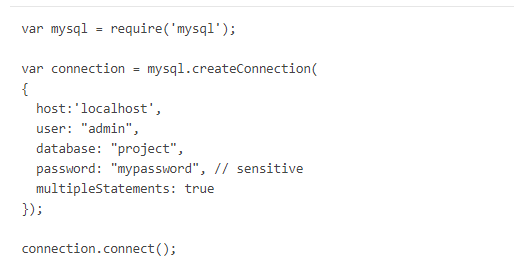 var mysql = require('mysql');

var connection = mysql.createConnection(
{
  host:'localhost',
  user: "admin",
  database: "project",
  password: "mypassword", // sensitive
  multipleStatements: true
});

connection.connect();